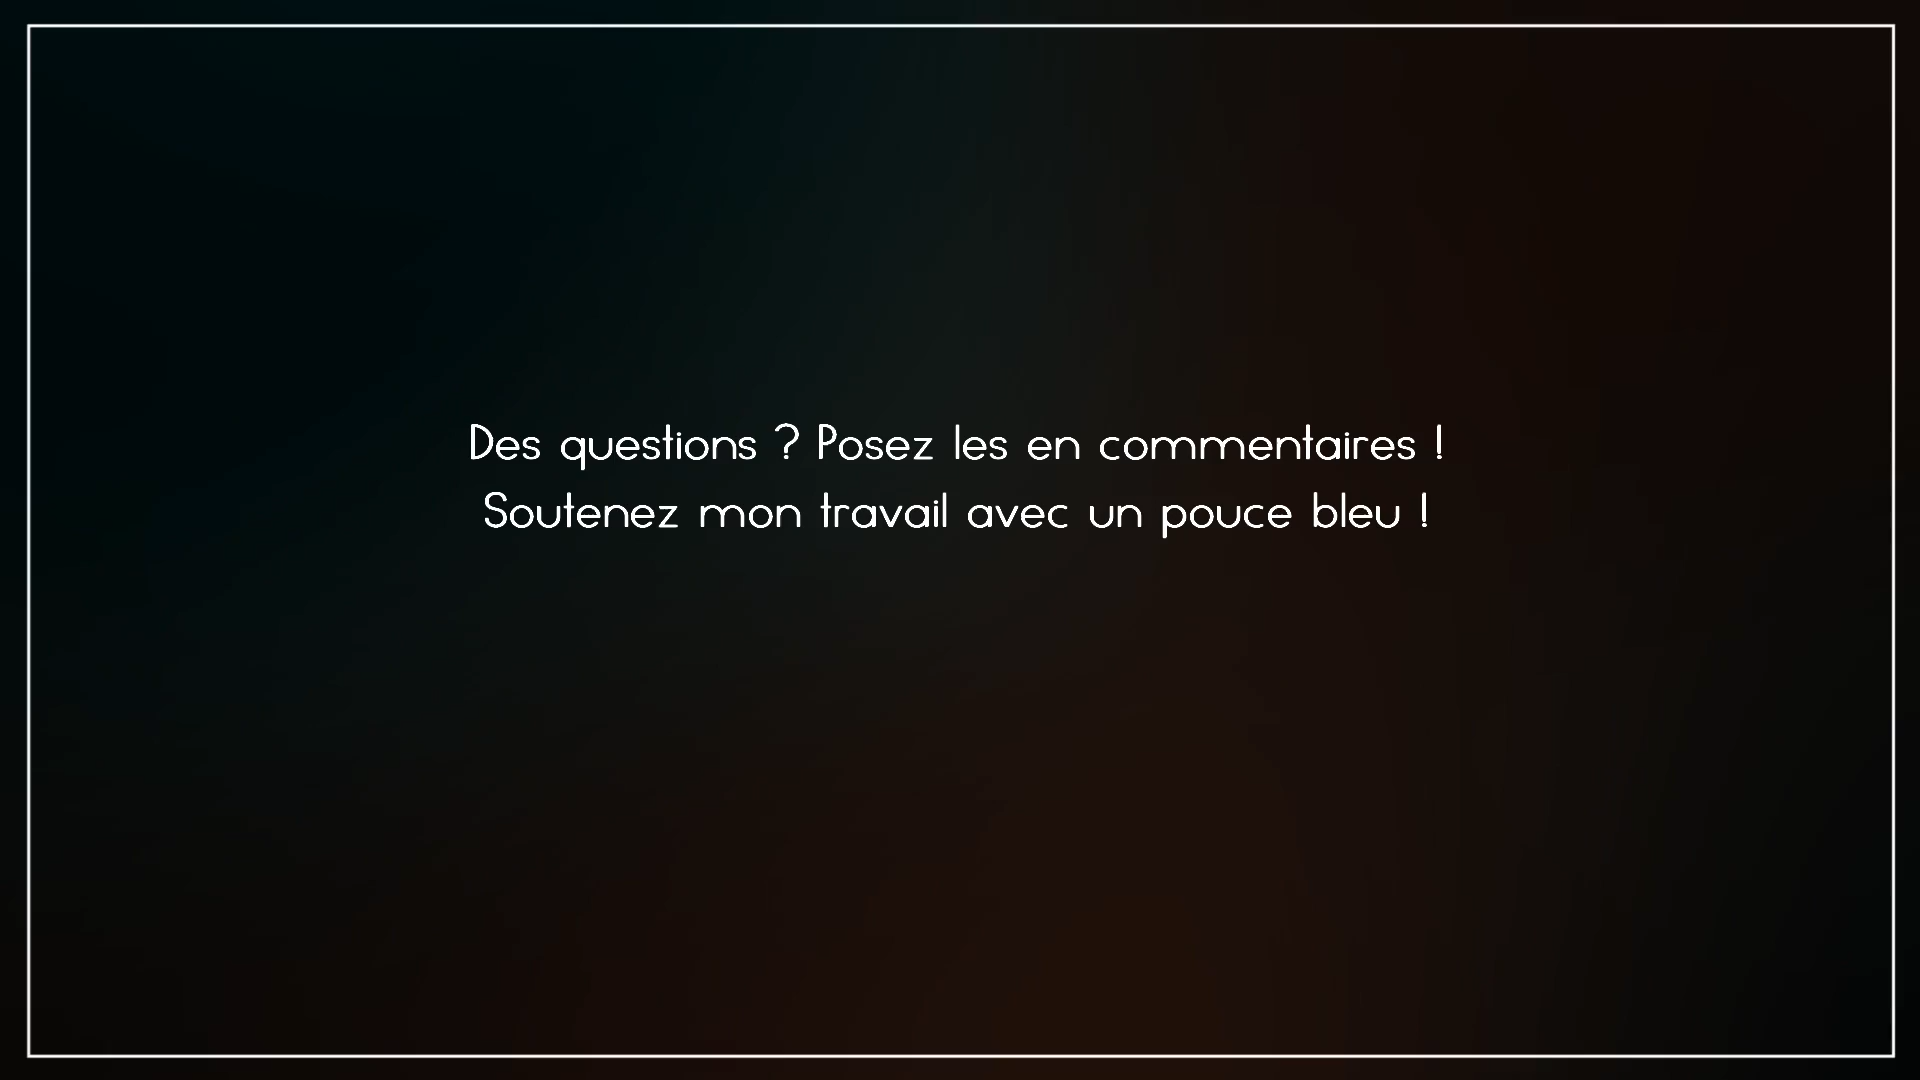 Des questions ? Posez les en commentaires !
Soutenez mon travail avec un pouce bleu !